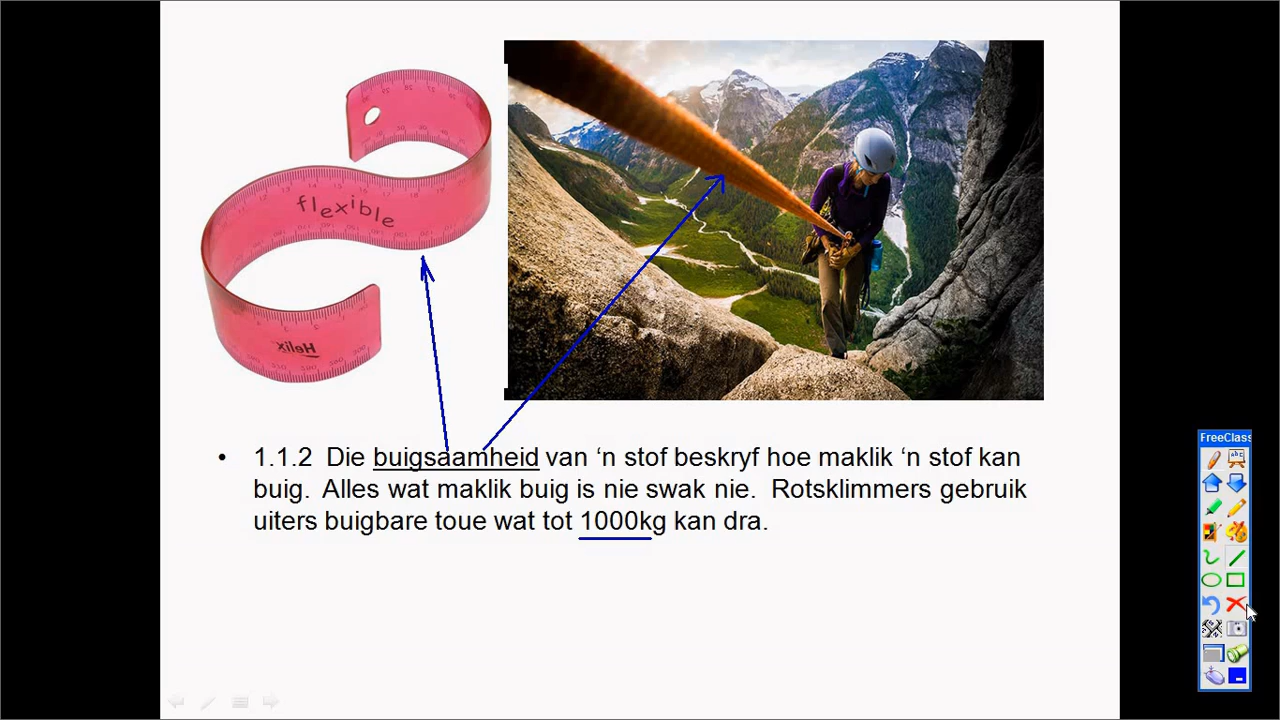 flexible
Helix
• 1.1.2 Die buigsaamheid van ‘n stof beskryf hoe maklik ‘n stof kan
buig. Alles wat maklik buig is nie swak nie. Rotsklimmers gebruik
uiters buigbare toue wat tot 1000kg kan dra.
FreeClass